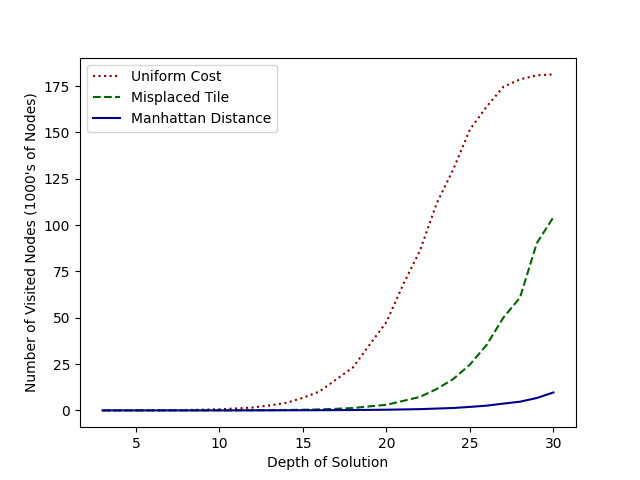 Uniform Cost
Misplaced Tile
Manhattan Distance
Number of Visited Nodes (1000's of Nodes)
175
150
125
100
75
50
25
0
5 10 15 20 25 30
Depth of Solution